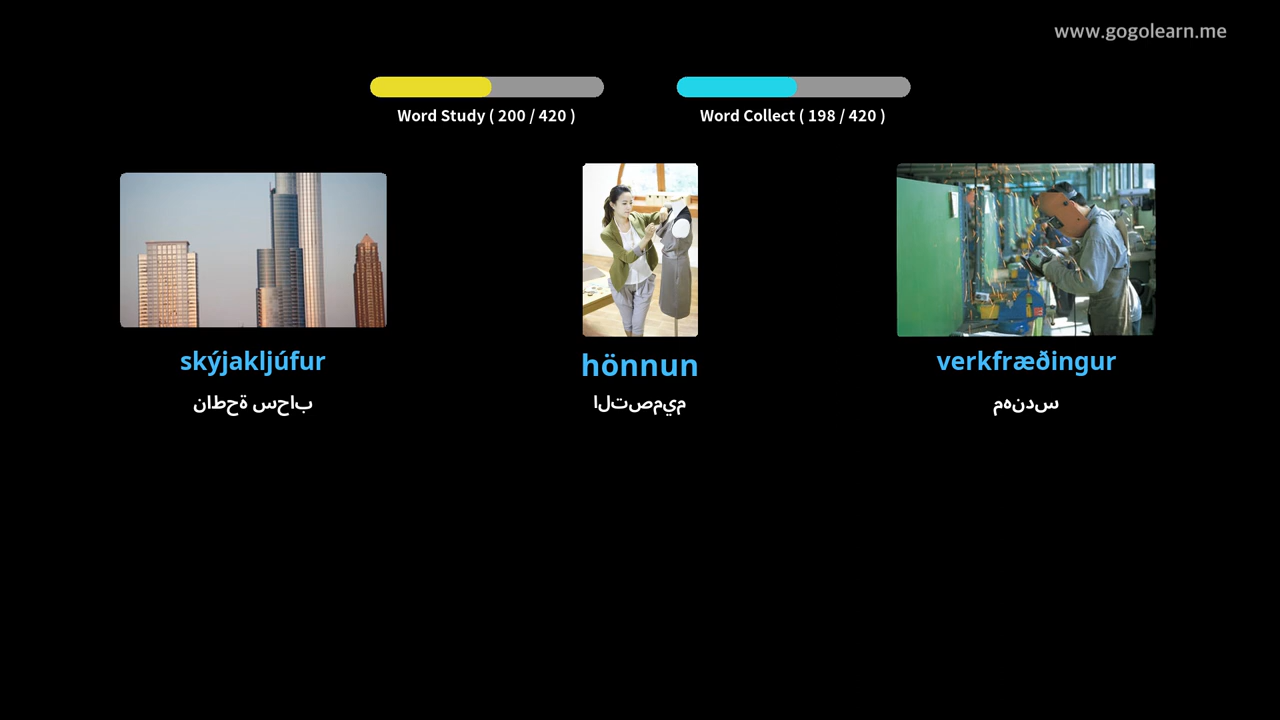 www.gogolearn.me
Word Study ( 200 / 420 )
Word Collect ( 198 / 420 )
skýjakljúfur
ناطحة سحاب
hönnun
التصميم
verkfræðingur
مهندس